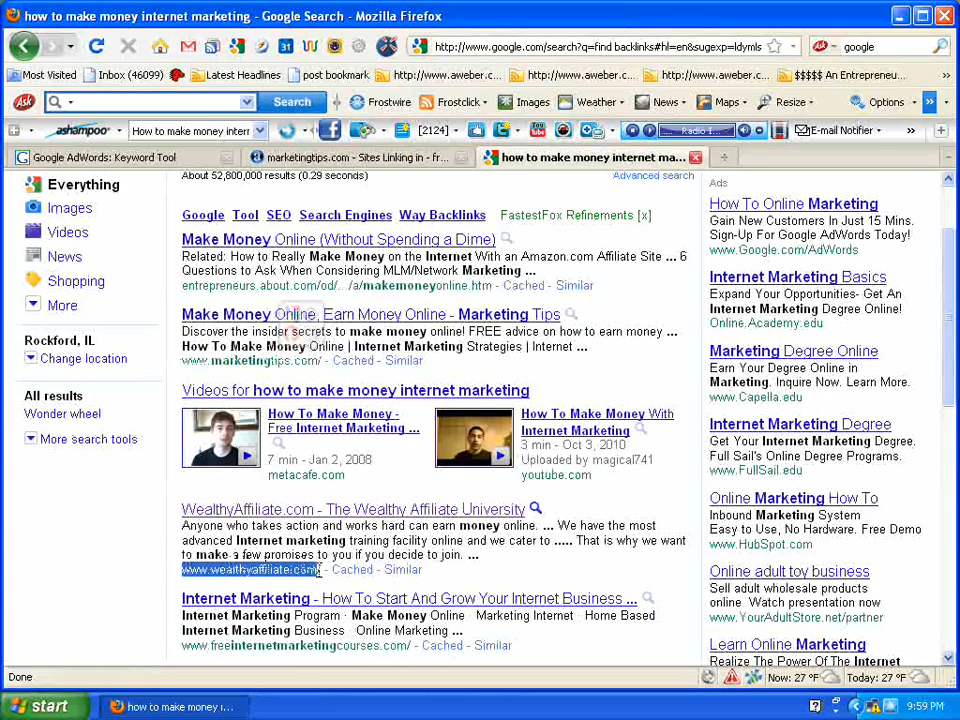 how to make money internet marketing - Google Search - Mozilla Firefox
http://www.google.com/search?q=find backlinks#hl=en&sugexp=ldymls
google
Most Visited
Inbox (46099)
Latest Headlines
post bookmark
http://www.aweber.c...
http://www.aweber.c...
http://www.aweber.c...
$$$$$ An Entrepreneu...
Ask
Search
Frostwire
Frostclick
Images
Weather
News
Maps
Resize
Options
ashampoo
How to make money interr
[2124]
Radio 1...
E-mail Notifier
Google AdWords: Keyword Tool
marketingtips.com - Sites Linking in - fr...
how to make money internet ma...
Everything
Images
Videos
News
Shopping
More
Rockford, IL
Change location
All results
Wonder wheel
More search tools
About 52,800,000 results (0.29 seconds)
Advanced search
Google Tool SEO Search Engines Way Backlinks FastestFox Refinements [x]
Make Money Online (Without Spending a Dime)
Related: How to Really Make Money on the Internet With an Amazon.com Affiliate Site ... 6
Questions to Ask When Considering MLM/Network Marketing ...
entrepreneurs.about.com/od/.../a/makemoneyonline.htm - Cached - Similar
Make Money Online, Earn Money Online - Marketing Tips
Discover the insider secrets to make money online! FREE advice on how to earn money ...
How To Make Money Online | Internet Marketing Strategies | Internet ...
www.marketingtips.com/ - Cached - Similar
Videos for how to make money internet marketing
How To Make Money -
Free Internet Marketing ...
7 min - Jan 2, 2008
metacafe.com
How To Make Money With
Internet Marketing
3 min - Oct 3, 2010
Uploaded by magical741
youtube.com
WealthyAffiliate.com - The Wealthy Affiliate University
Anyone who takes action and works hard can earn money online. ... We have the most
advanced Internet marketing training facility online and we cater to ..... That is why we want
to make a few promises to you if you decide to join. ...
www.wealthyaffiliate.com/ - Cached - Similar
Internet Marketing - How To Start And Grow Your Internet Business ...
Internet Marketing Program · Make Money Online · Marketing Internet · Home Based
Internet Marketing Business · Online Marketing ...
www.freeinternetmarketingcourses.com/ - Cached - Similar
Ads
How To Online Marketing
Gain New Customers In Just 15 Mins.
Sign-Up For Google AdWords Today!
www.Google.com/AdWords
Internet Marketing Basics
Expand Your Opportunities- Get An
Internet Marketing Degree
Online.Academy.edu
Marketing Degree Online
Earn Your Degree Online in
Marketing. Inquire Now. Learn More.
www.Capella.edu
Internet Marketing Degree
Get Your Internet Marketing Degree.
Full Sail's Online Degree Programs.
www.FullSail.edu
Online Marketing How To
Inbound Marketing System
Easy to Use, No Hardware. Free Demo
www.HubSpot.com
Online adult toy business
Sell adult wholesale products
online Watch presentation now
www.YourAdultStore.net/partner
Learn Online Marketing
Realize The Power Of The Internet
Done
Now: 27 °F
Today: 27 °F
start
how to make money i...
9:59 PM